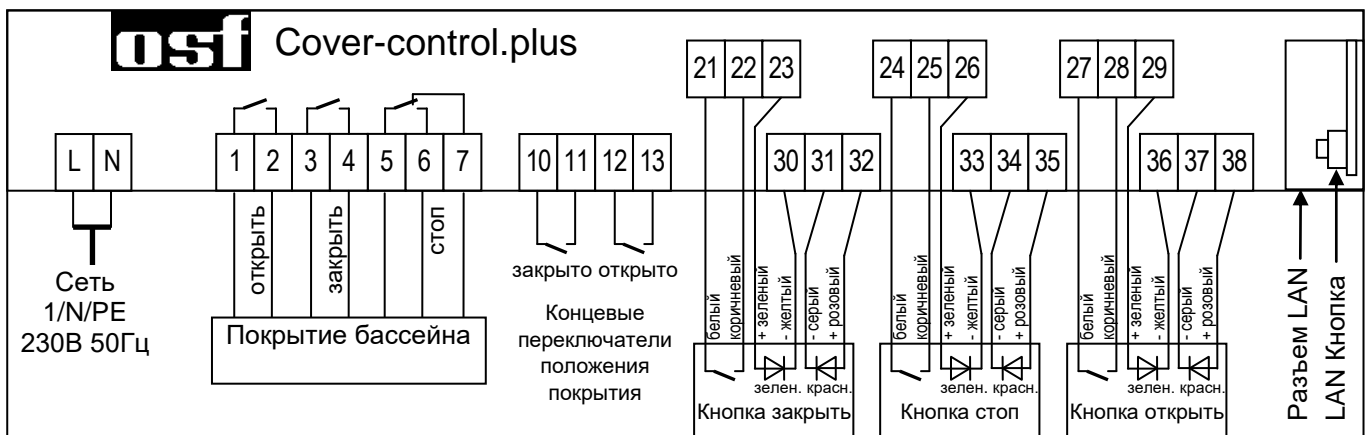 osf Cover-control.plus
21 22 23
24 25 26
27 28 29
L N
1 2 3 4 5 6 7
10 11 12 13
30 31 32
33 34 35
36 37 38
открыть
закрыть
стоп
Сеть
1/N/PE
230В 50Гц
Покрытие бассейна
закрыто открыто
Концевые
переключатели
положения
покрытия
белый
коричневый
+ зеленый
- желтый
- серый
+ розовый
зелен. красн.
Кнопка закрыть
белый
коричневый
+ зеленый
- желтый
- серый
+ розовый
зелен. красн.
Кнопка стоп
белый
коричневый
+ зеленый
- желтый
- серый
+ розовый
зелен. красн.
Кнопка открыть
Разъем LAN
LAN Кнопка